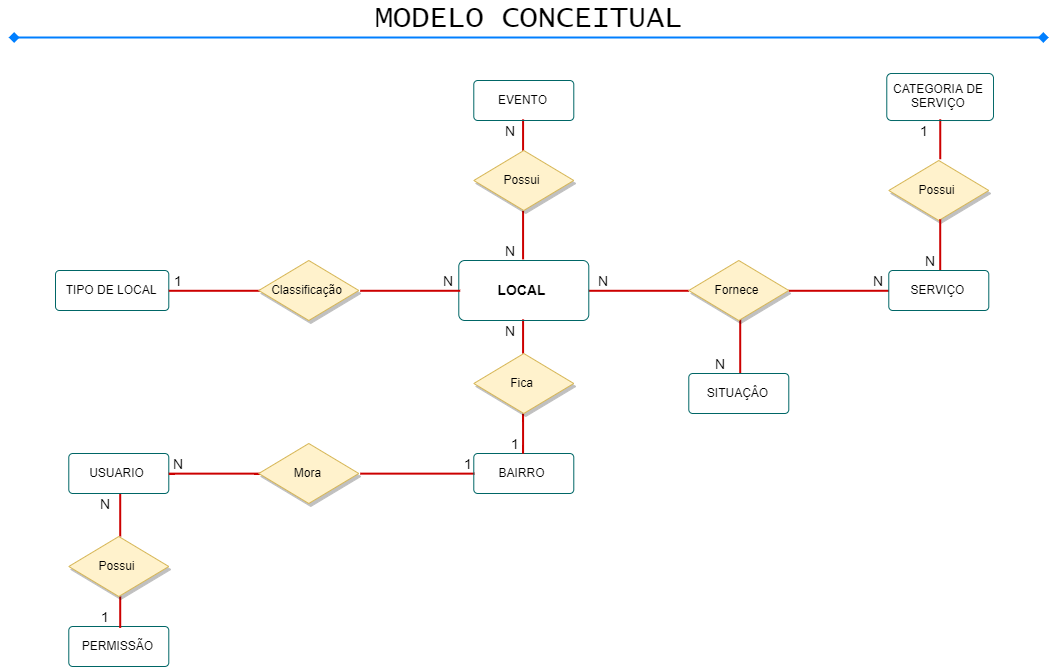 MODELO CONCEITUAL
EVENTO
N
Possui
N
CATEGORIA DE
SERVIÇO
1
Possui
N
TIPO DE LOCAL
1
Classificação
N
LOCAL
N
Fornece
N
SERVIÇO
N
SITUAÇÂO
N
Fica
1
USUARIO
N
Mora
1
BAIRRO
N
Possui
1
PERMISSÃO